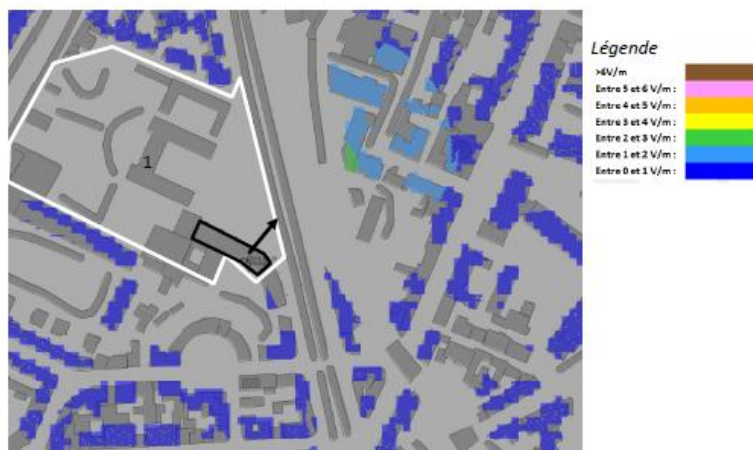 1
Légende
>6V/m
Entre 5 et 6 V/m :
Entre 4 et 5 V/m :
Entre 3 et 4 V/m :
Entre 2 et 3 V/m :
Entre 1 et 2 V/m :
Entre 0 et 1 V/m :